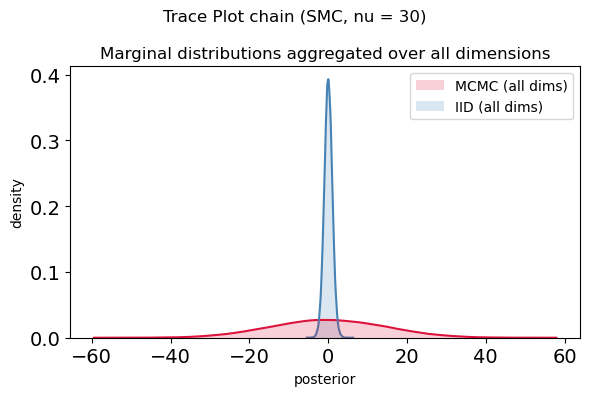 Trace Plot chain (SMC, nu = 30)
Marginal distributions aggregated over all dimensions
MCMC (all dims)
IID (all dims)
density
0.4
0.3
0.2
0.1
0.0
−60 −40 −20 0 20 40 60
posterior